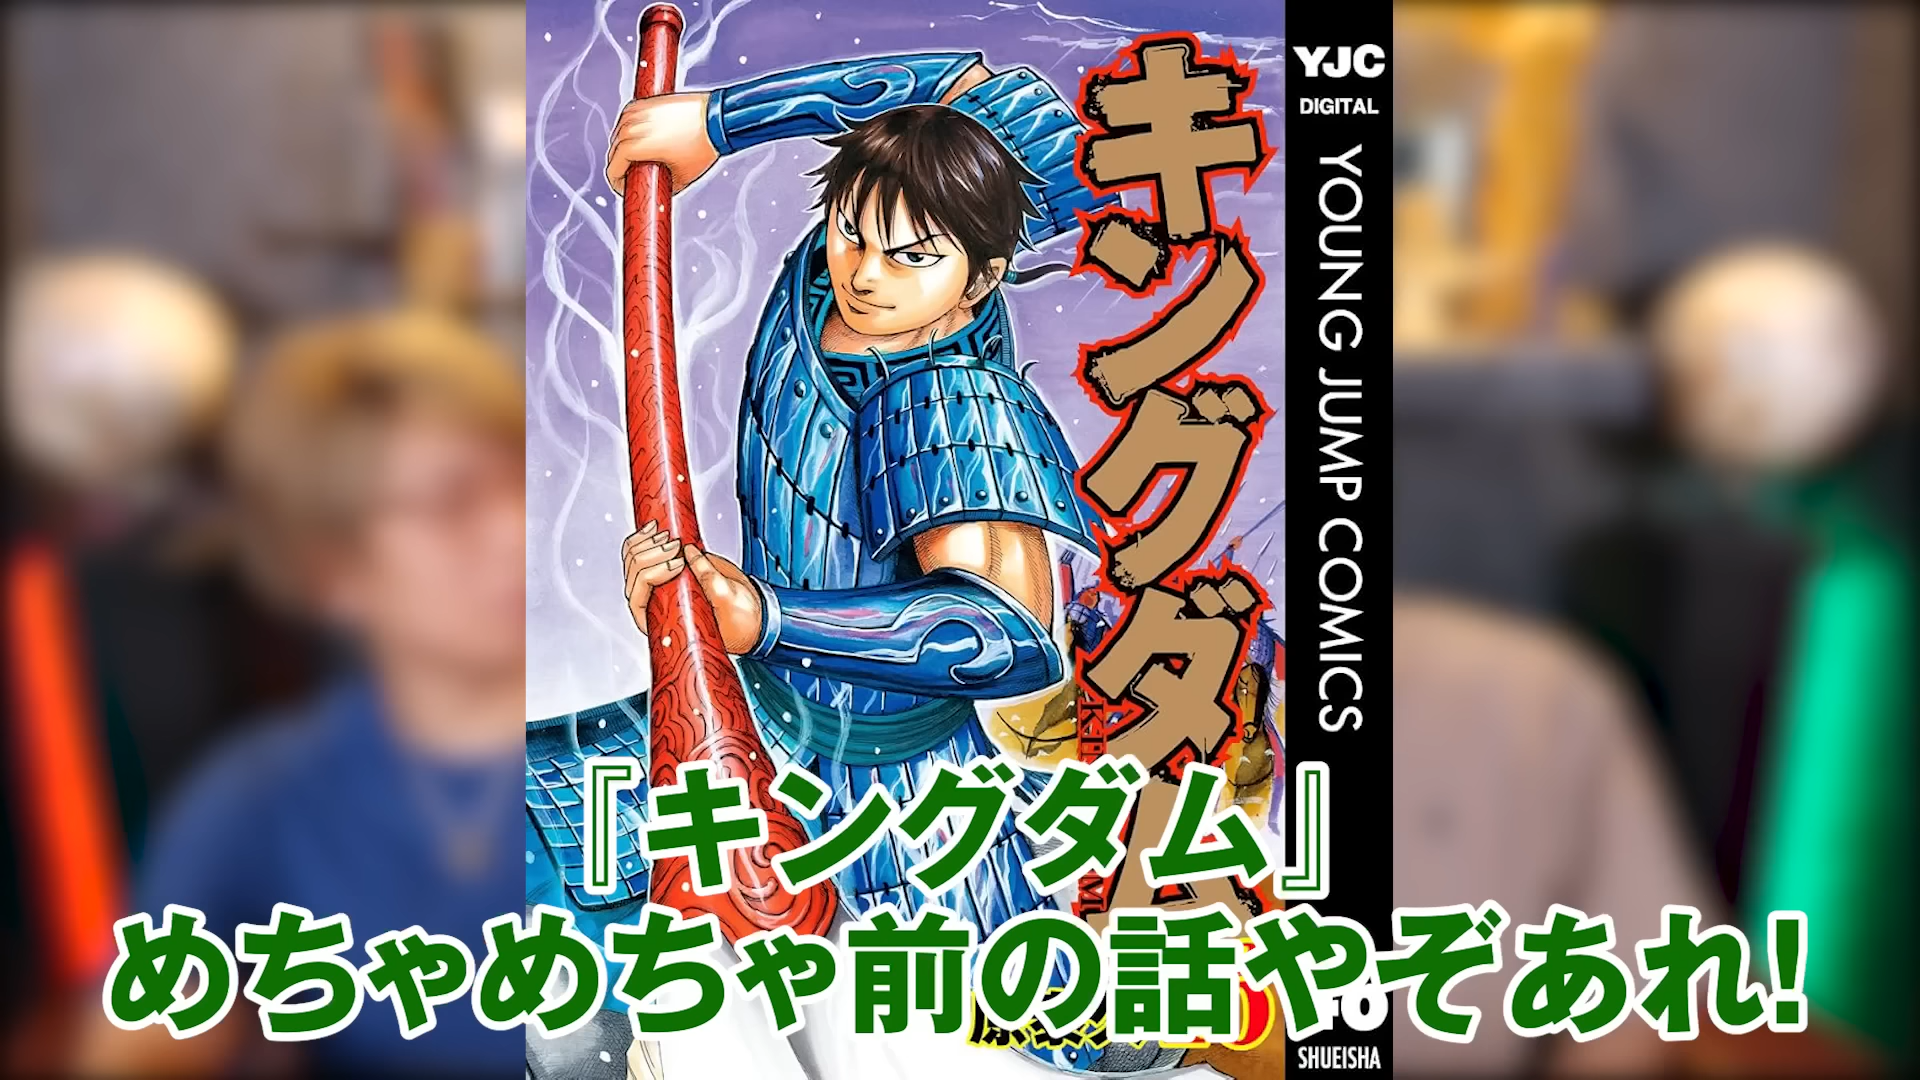 キングダム
YJC
DIGITAL
YOUNG JUMP COMICS
『キングダム』
めちゃめちゃ前の話やぞあれ!
SHUEISHA